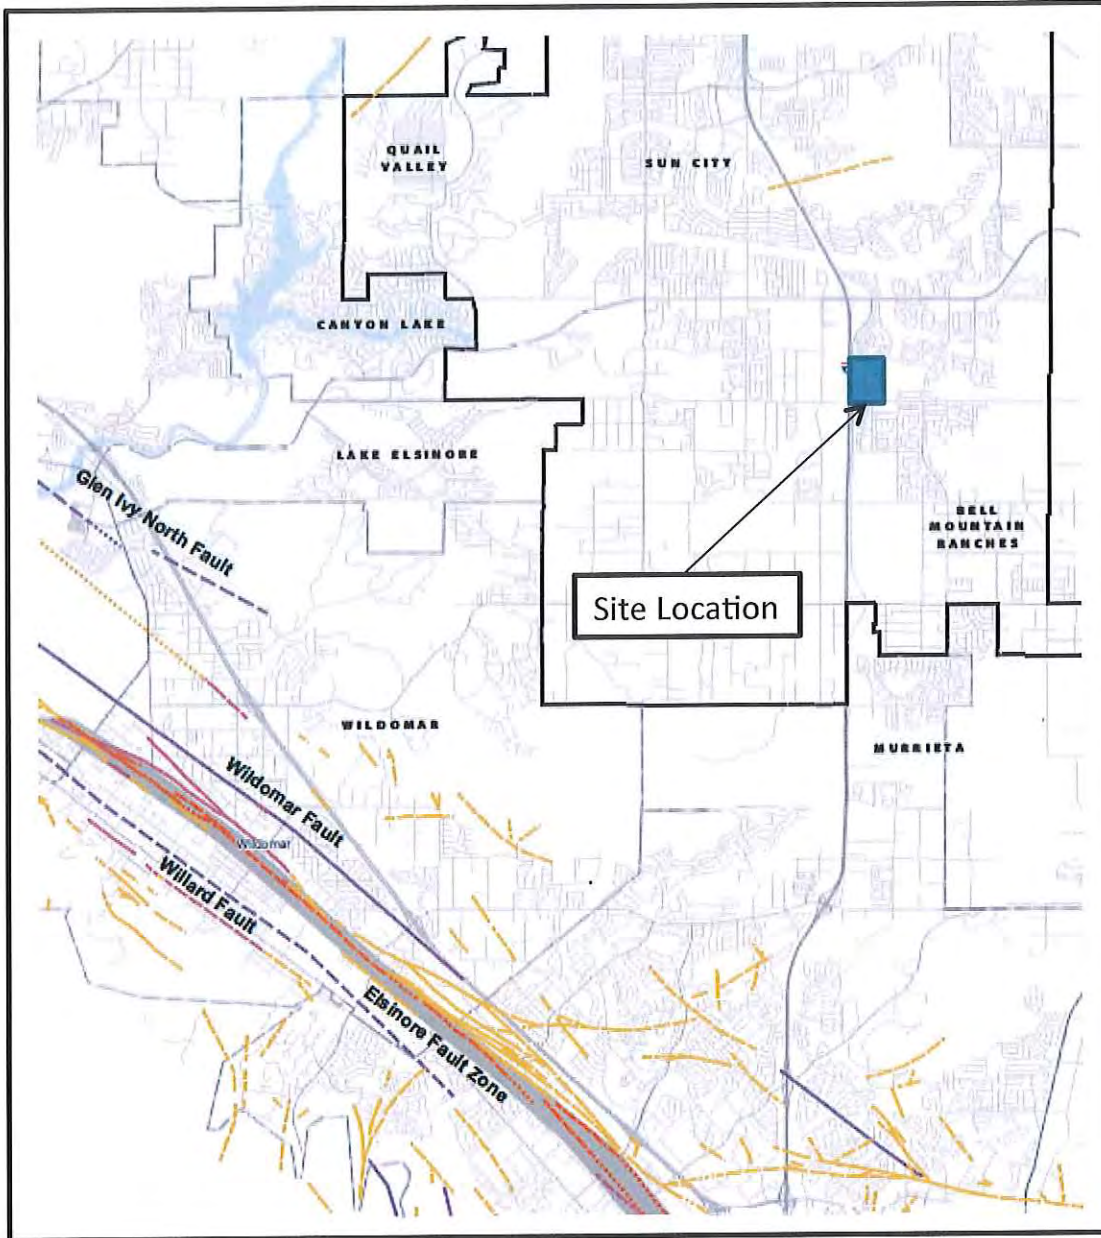 QUAIL
VALLEY
SUN CITY
CANYON LAKE
LAKE ELSINORE
Glen Ivy North Fault
BELL
MOUNTAIN
RANCHES
Site Location
WILDOMAR
MURRIETA
Wildomar Fault
Wildomar
Willard Fault
Elsinore Fault Zone